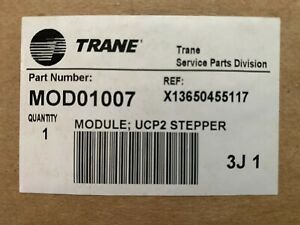 TRANE
Trane
Service Parts Division
Part Number:
REF:
MOD01007
X13650455117
QUANTITY
1
MODULE; UCP2 STEPPER
3J 1